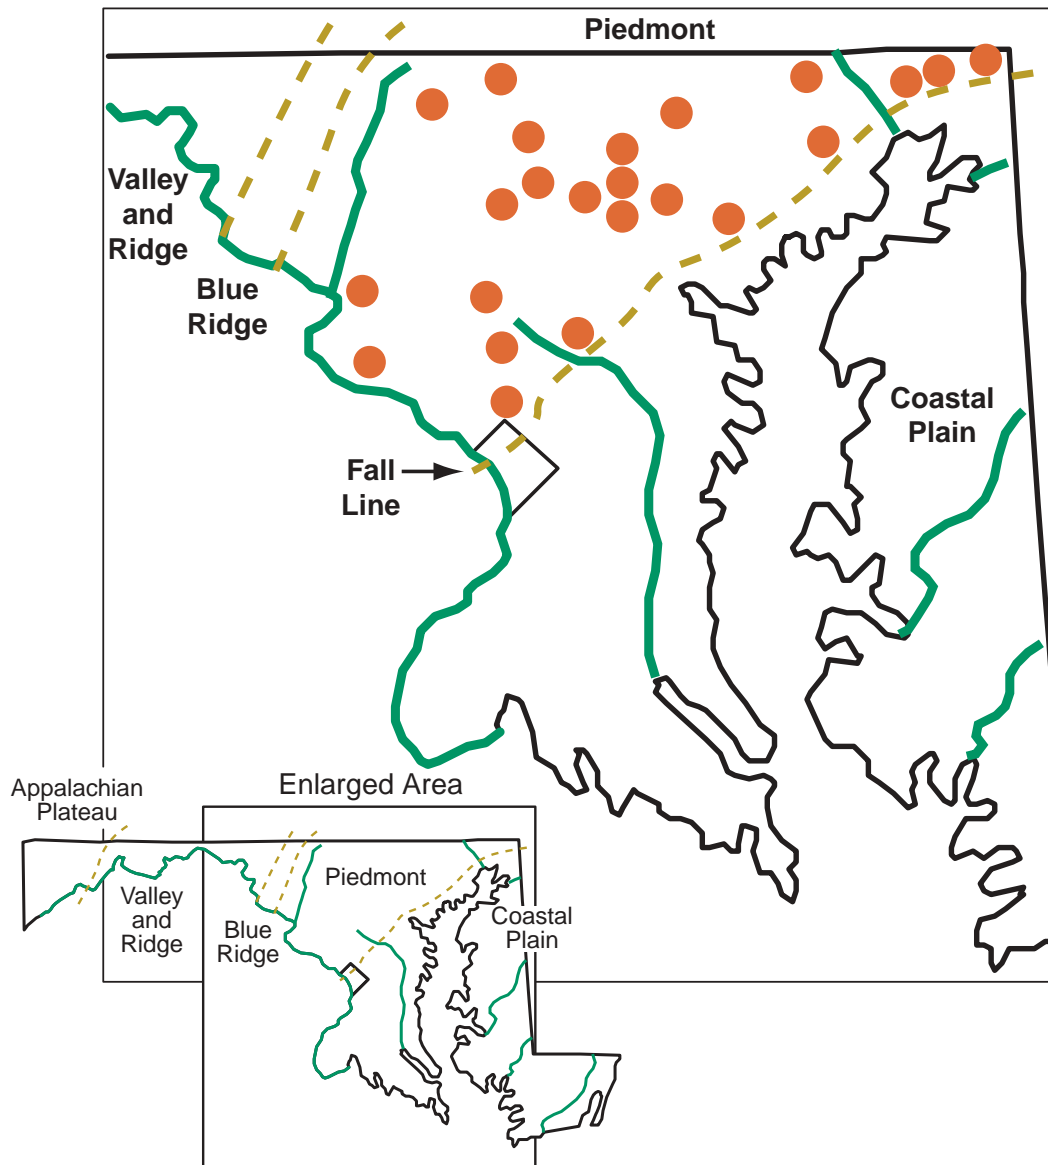 Piedmont
Valley
and
Ridge
Blue
Ridge
Coastal
Plain
Fall
Line
Enlarged Area
Appalachian
Plateau
Valley
and
Ridge
Blue
Ridge
Piedmont
Coastal
Plain